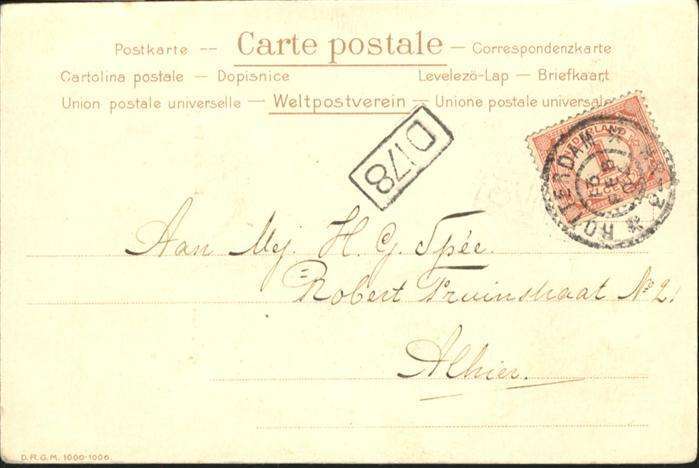 Postkarte -- Carte postale — Correspondenzkarte
Cartolina postale — Dopisnice Levelező-Lap — Briefkaart
Union postale universelle — Weltpostverein — Unione postale universale
D178
ROTTERDAM
Aan Mej. H. G. Spée.
Robert Fruinstraat No 2.
Alhier.
D.R.G.M. 1000-1006.